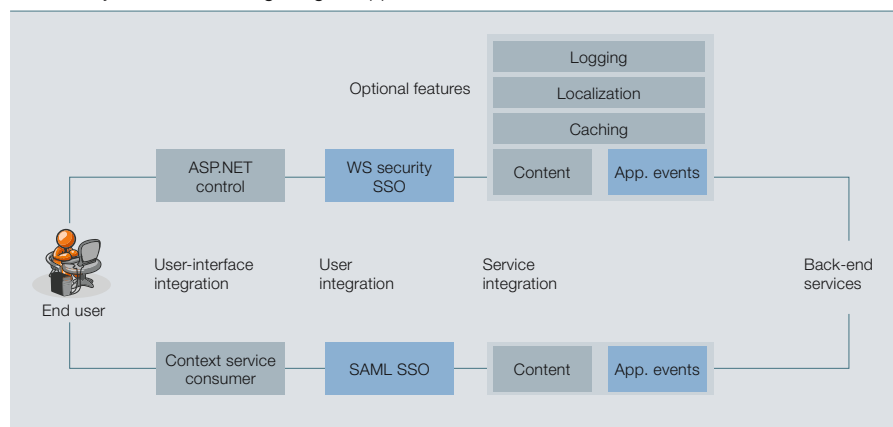 Logging
Optional features
Localization
Caching
ASP.NET
control
WS security
SSO
Content
App. events
User-interface
integration
User
integration
Service
integration
Back-end
services
End user
Context service
consumer
SAML SSO
Content
App. events